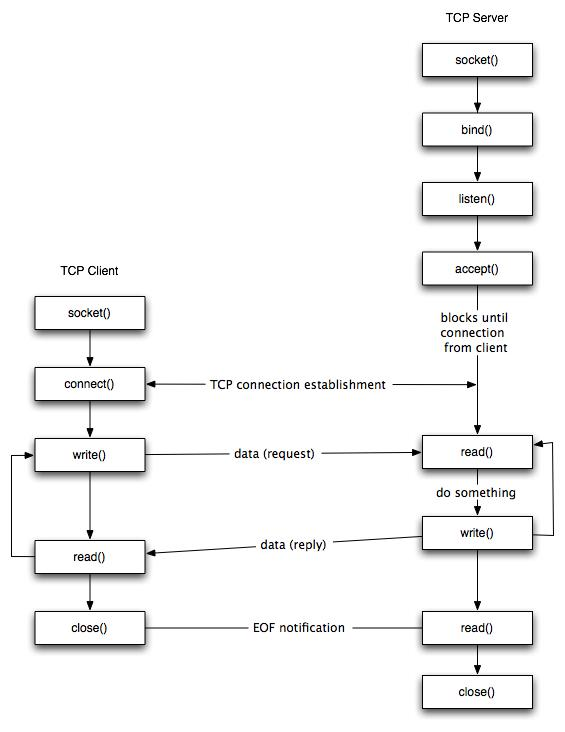 TCP Server
socket()
bind()
listen()
accept()
blocks until
connection
from client
TCP Client
socket()
connect()
TCP connection establishment
write()
data (request)
read()
do something
write()
data (reply)
read()
close()
EOF notification
read()
close()